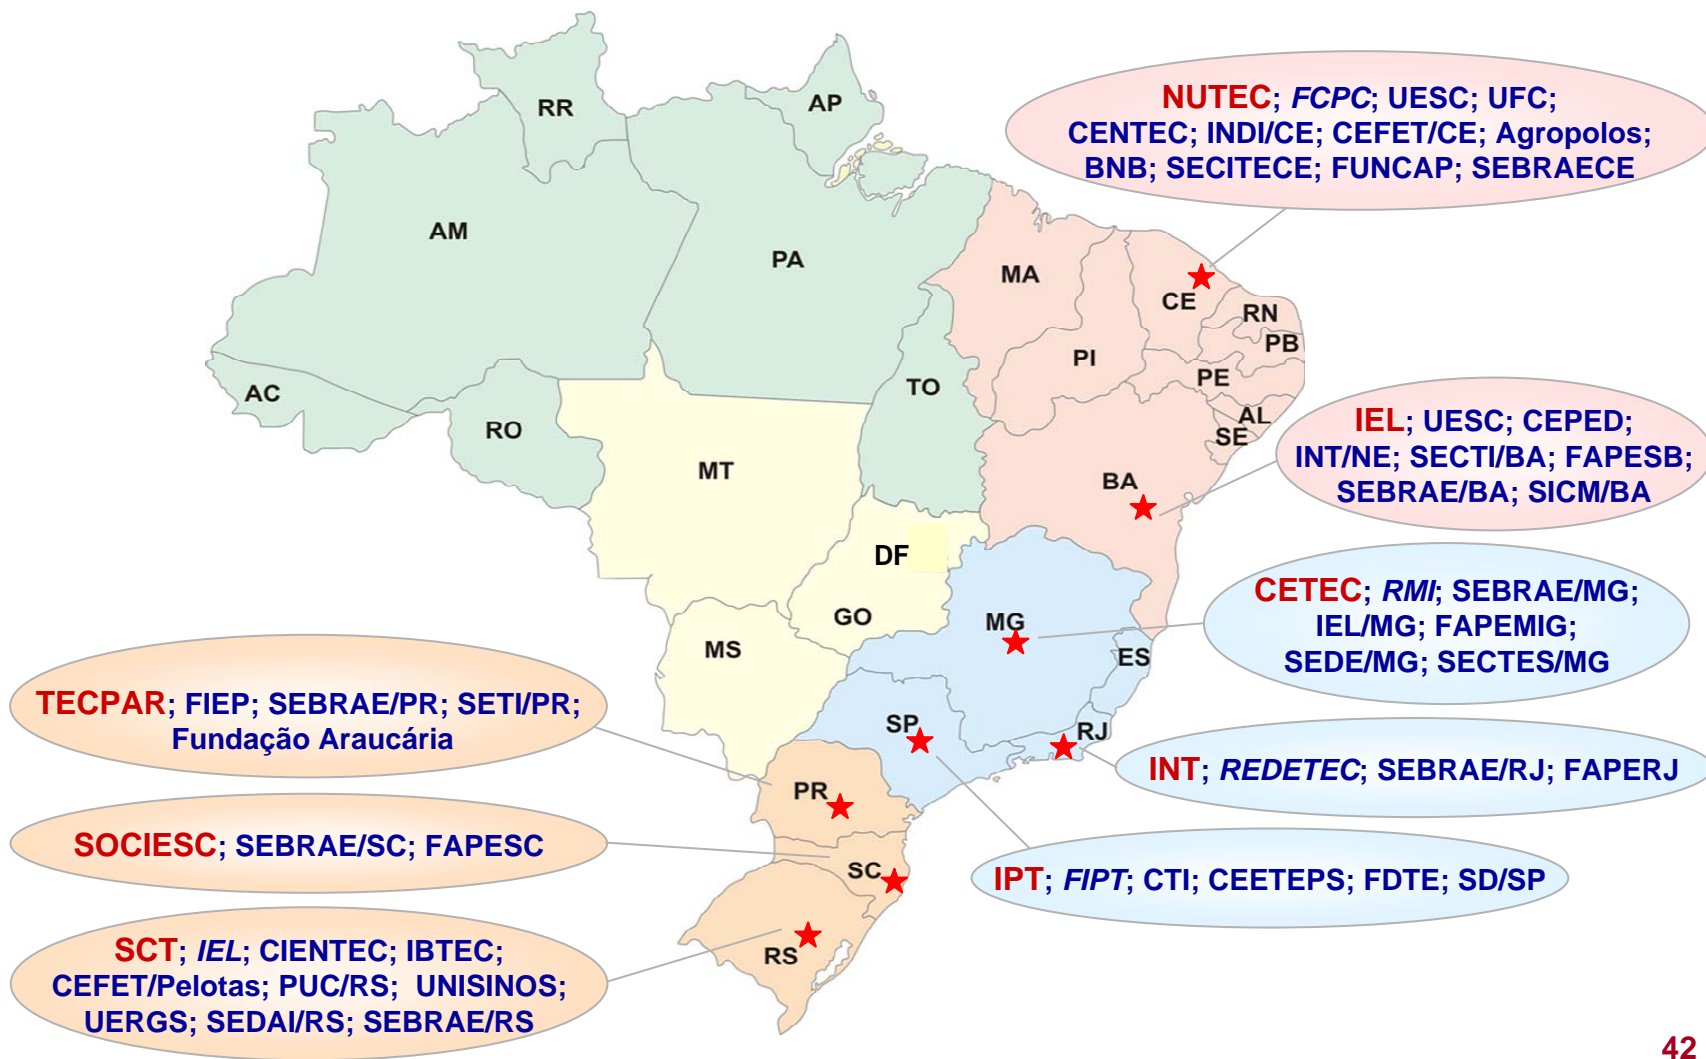 NUTEC; FCPC; UESC; UFC;
CENTEC; INDI/CE; CEFET/CE; Agropolos;
BNB; SECITECE; FUNCAP; SEBRAECE
RR
AP
AM
PA
MA
CE
RN
PB
PI
PE
AC
TO
RO
AL
SE
MT
BA
IEL; UESC; CEPED;
INT/NE; SECTI/BA; FAPESB;
SEBRAE/BA; SICM/BA
DF
GO
MG
ES
MS
CETEC; RMI; SEBRAE/MG;
IEL/MG; FAPEMIG;
SEDE/MG; SECTES/MG
TECPAR; FIEP; SEBRAE/PR; SETI/PR;
Fundação Araucária
SP
RJ
INT; REDETEC; SEBRAE/RJ; FAPERJ
PR
SOCIESC; SEBRAE/SC; FAPESC
SC
IPT; FIPT; CTI; CEETEPS; FDTE; SD/SP
RS
SCT; IEL; CIENTEC; IBTEC;
CEFET/Pelotas; PUC/RS; UNISINOS;
UERGS; SEDAI/RS; SEBRAE/RS
42